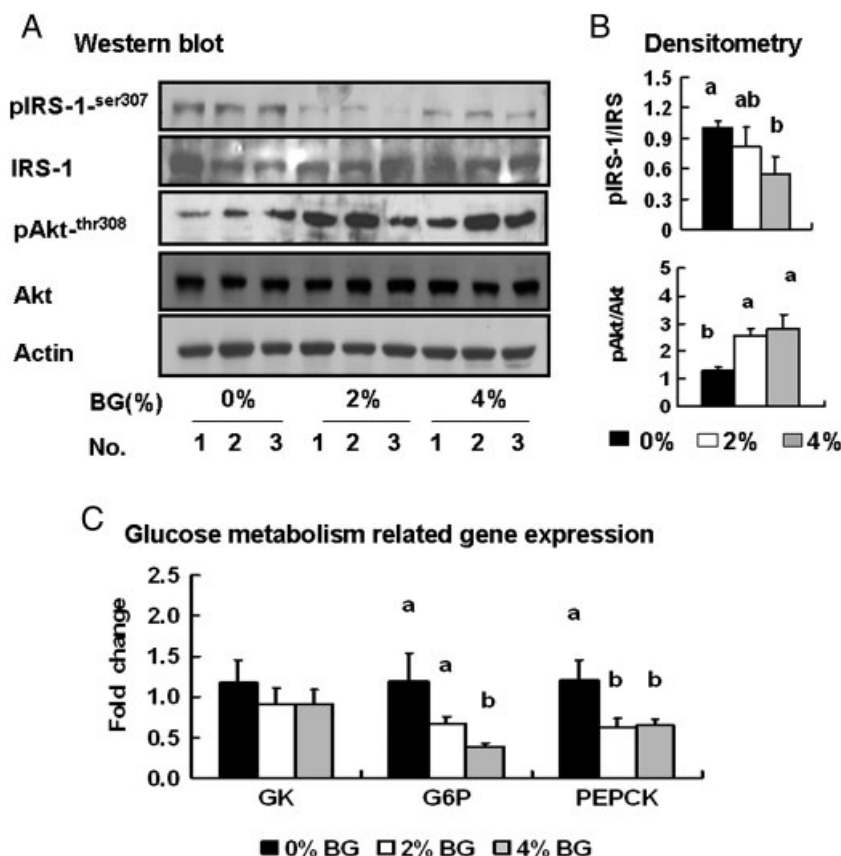 A Western blot
pIRS-1-ser307
IRS-1
pAkt-thr308
Akt
Actin
BG(%) 0% 2% 4%
No. 1 2 3 1 2 3 1 2 3
B Densitometry
pIRS-1/IRS
1.5
1.2
0.9
0.6
0.3
0
a ab b
pAkt/Akt
5
4
3
2
1
0
b a a
0% 2% 4%
C Glucose metabolism related gene expression
Fold change
2.5
2.0
1.5
1.0
0.5
0.0
a a b
a b b
GK G6P PEPCK
0% BG 2% BG 4% BG